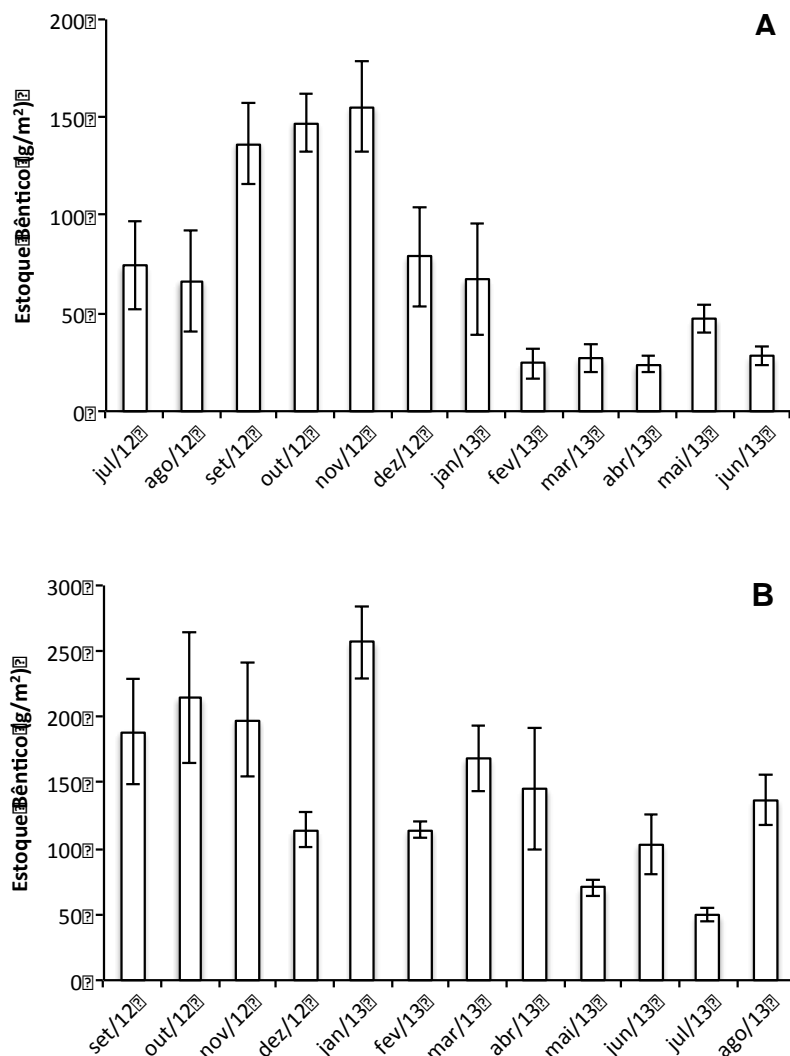 A
200
150
100
50
0
Estoque Bêntico (g/m²)
jul/12
ago/12
set/12
out/12
nov/12
dez/12
jan/13
fev/13
mar/13
abr/13
mai/13
jun/13
B
300
250
200
150
100
50
0
Estoque Bêntico (g/m²)
set/12
out/12
nov/12
dez/12
jan/13
fev/13
mar/13
abr/13
mai/13
jun/13
jul/13
ago/13